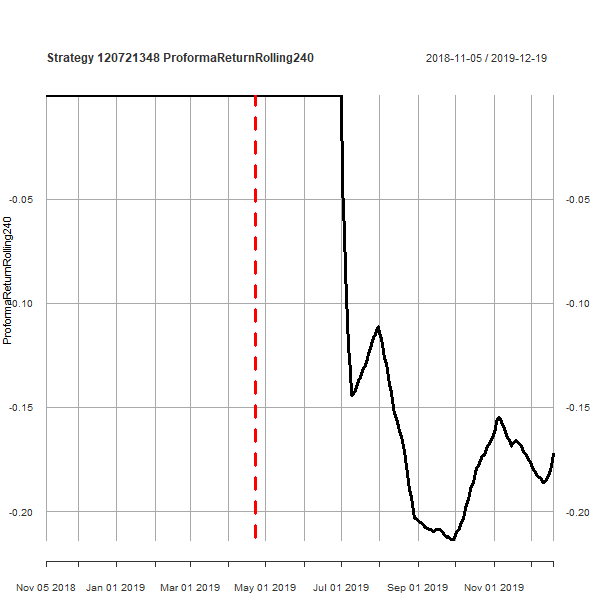 Strategy 120721348 ProformaReturnRolling240
2018-11-05 / 2019-12-19
-0.05
-0.05
-0.10
-0.10
-0.15
-0.15
-0.20
-0.20
ProformaReturnRolling240
Nov 05 2018
Jan 01 2019
Mar 01 2019
May 01 2019
Jul 01 2019
Sep 01 2019
Nov 01 2019